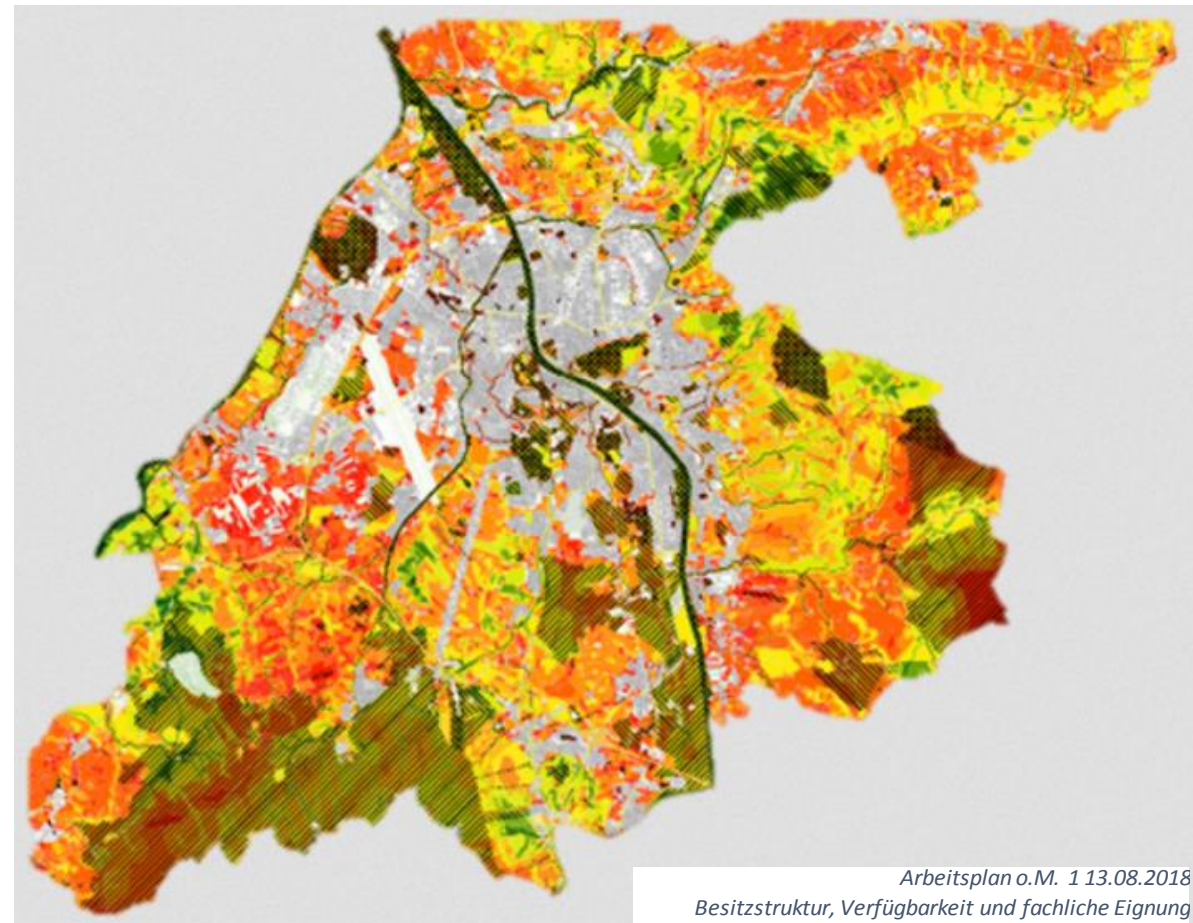 Arbeitsplan o.M. 1 13.08.2018
Besitzstruktur, Verfügbarkeit und fachliche Eignung